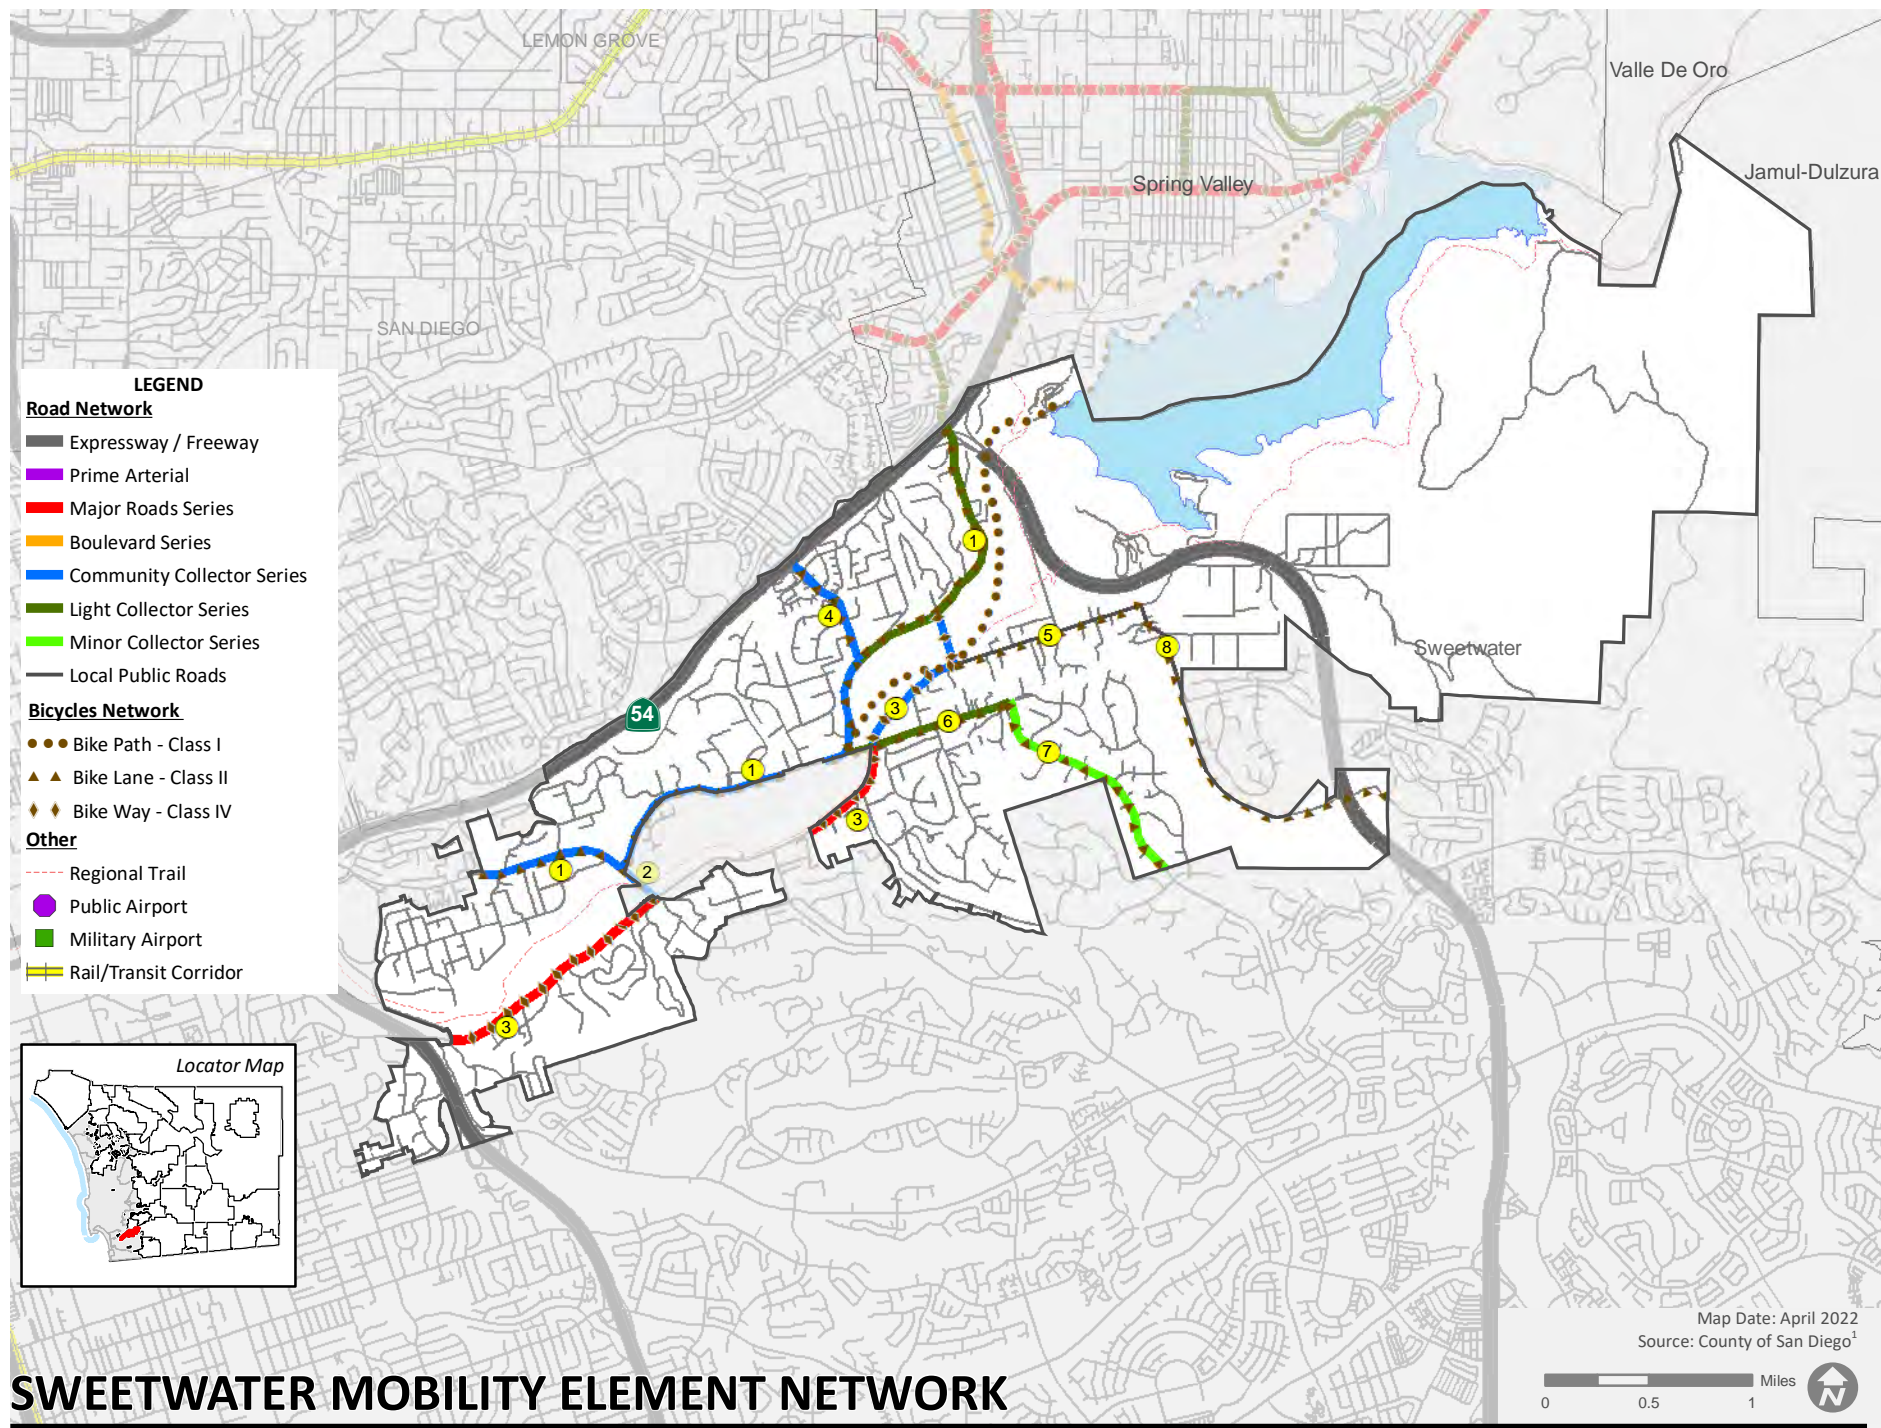 LEMON GROVE
Valle De Oro
Jamul-Dulzura
Spring Valley
SAN DIEGO
LEGEND
Road Network
Expressway / Freeway
Prime Arterial
Major Roads Series
Boulevard Series
Community Collector Series
Light Collector Series
Minor Collector Series
Local Public Roads
Bicycles Network
Bike Path - Class I
Bike Lane - Class II
Bike Way - Class IV
Other
Regional Trail
Public Airport
Military Airport
Rail/Transit Corridor
1
4
5
8
Sweetwater
3
54
6
7
1
3
1
2
3
Locator Map
Map Date: April 2022
Source: County of San Diego1
Miles
0 0.5 1
N
SWEETWATER MOBILITY ELEMENT NETWORK